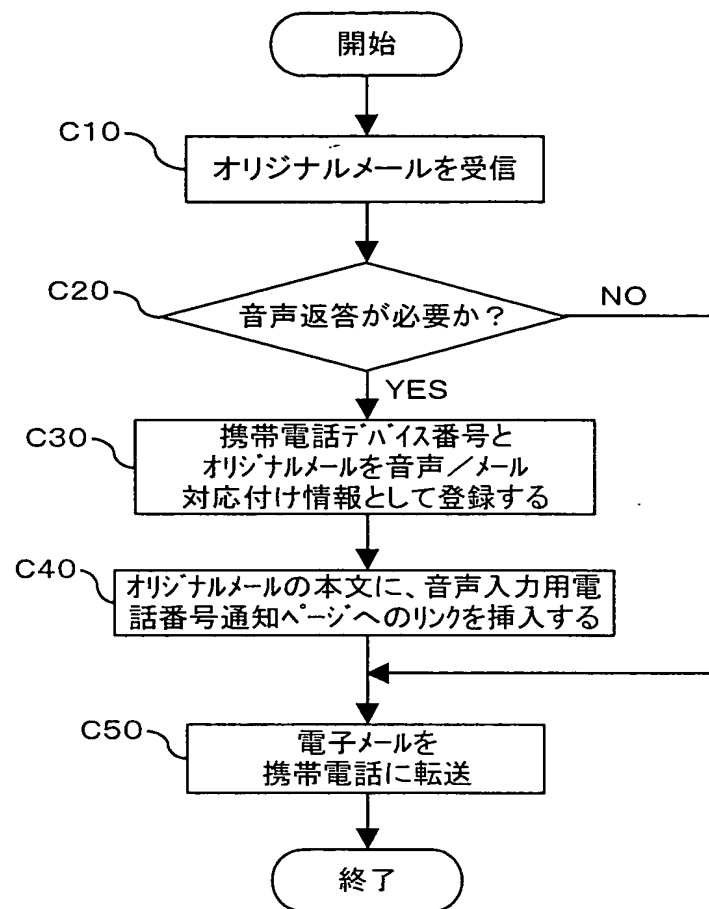 開始
C10
オリジナルメールを受信
C20
音声返答が必要か？
NO
YES
C30
携帯電話ﾃﾞﾊﾞｲｽ番号と
ｵﾘｼﾞﾅﾙﾒｰﾙを音声／メール
対応付け情報として登録する
C40
ｵﾘｼﾞﾅﾙﾒｰﾙの本文に、音声入力用電
話番号通知ﾍﾟｰｼﾞへのﾘﾝｸを挿入する
C50
電子メールを
携帯電話に転送
終了